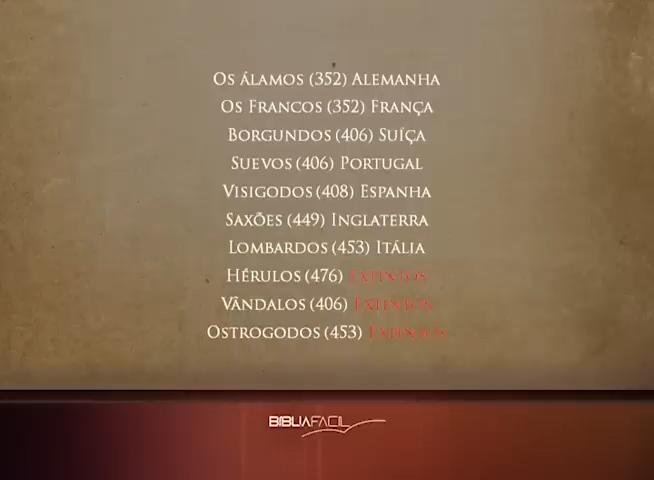 Os Álamos (352) Alemanha
Os Francos (352) França
Borgundos (406) Suíça
Suevos (406) Portugal
Visigodos (408) Espanha
Saxões (449) Inglaterra
Lombardos (453) Itália
Hérulos (476) Extintos
Vândalos (406) Extintos
Ostrogodos (453) Extintos
BIBLIAFACIL